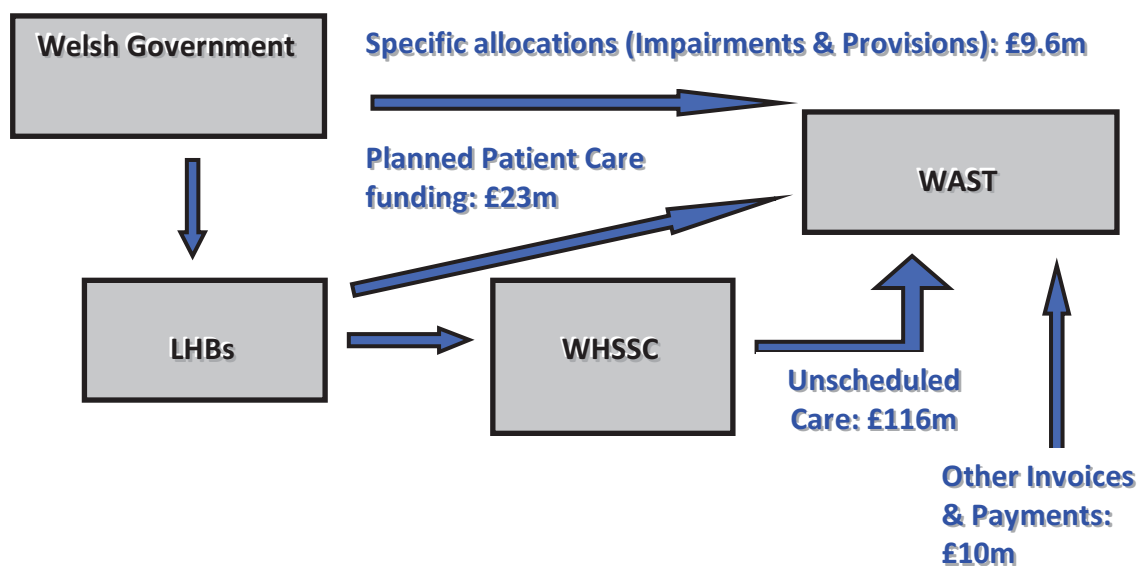 Welsh Government
Specific allocations (Impairments & Provisions): £9.6m
Planned Patient Care
funding: £23m
WAST
LHBs
WHSSC
Unscheduled
Care: £116m
Other Invoices
& Payments:
£10m